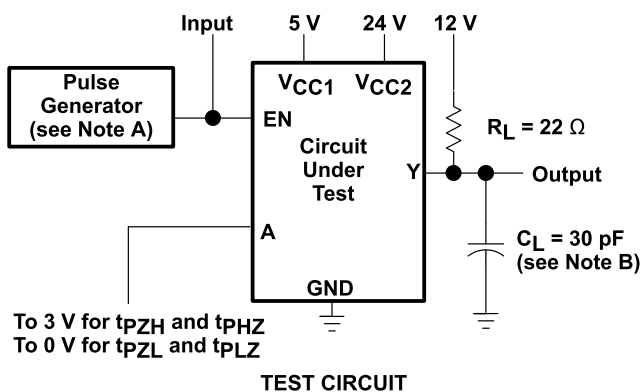 Input
5 V
24 V
12 V
Pulse
Generator
(see Note A)
VCC1
VCC2
EN
Circuit
Under
Test
RL = 22 Ω
Y
Output
A
CL = 30 pF
(see Note B)
GND
To 3 V for tPZH and tPHZ
To 0 V for tPZL and tPLZ
TEST CIRCUIT